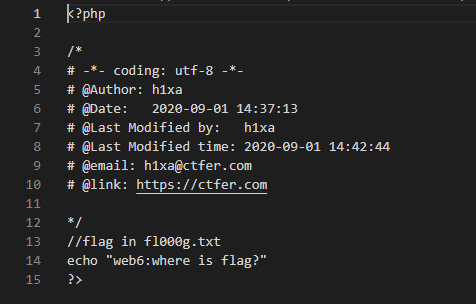 1 <?php
2
3 /*
4 # -*- coding: utf-8 -*-
5 # @Author: h1xa
6 # @Date:   2020-09-01 14:37:13
7 # @Last Modified by:   h1xa
8 # @Last Modified time: 2020-09-01 14:42:44
9 # @email: h1xa@ctfer.com
10 # @link: https://ctfer.com
11
12 */
13 //flag in fl000g.txt
14 echo "web6:where is flag?"
15 ?>